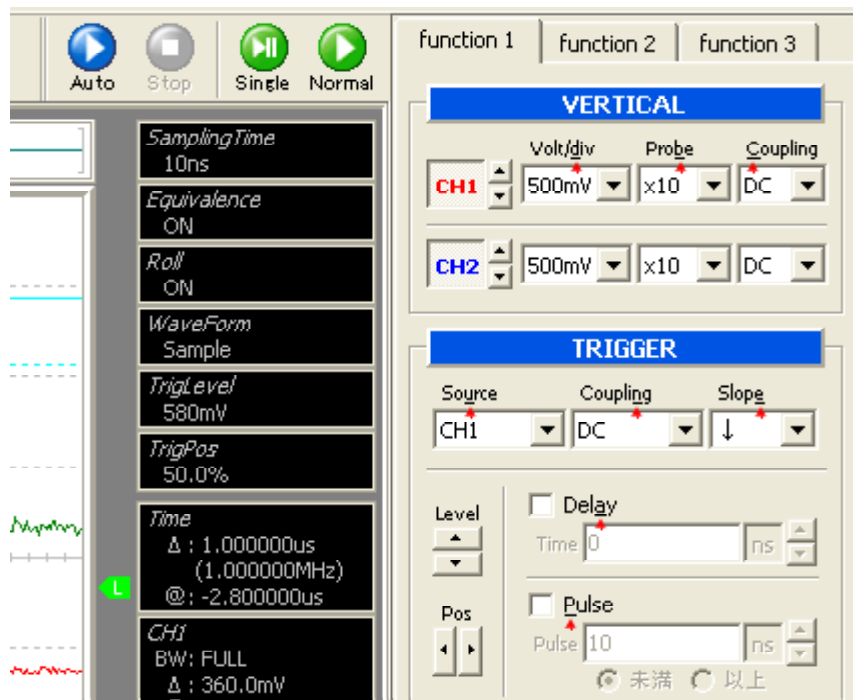 Auto Stop Single Normal
function 1 function 2 function 3
SamplingTime
10ns
Equivalence
ON
Roll
ON
WaveForm
Sample
TrigLevel
580mV
TrigPos
50.0%
Time
Δ : 1.000000us
(1.000000MHz)
@: -2.800000us
CH1
BW: FULL
Δ : 360.0mV
L
VERTICAL
Volt/div Probe Coupling
CH1 500mV x10 DC
CH2 500mV x10 DC
TRIGGER
Source Coupling Slope
CH1 DC ↓
Level
Delay
Time 0 ns
Pos
Pulse
Pulse 10 ns
未満 以上